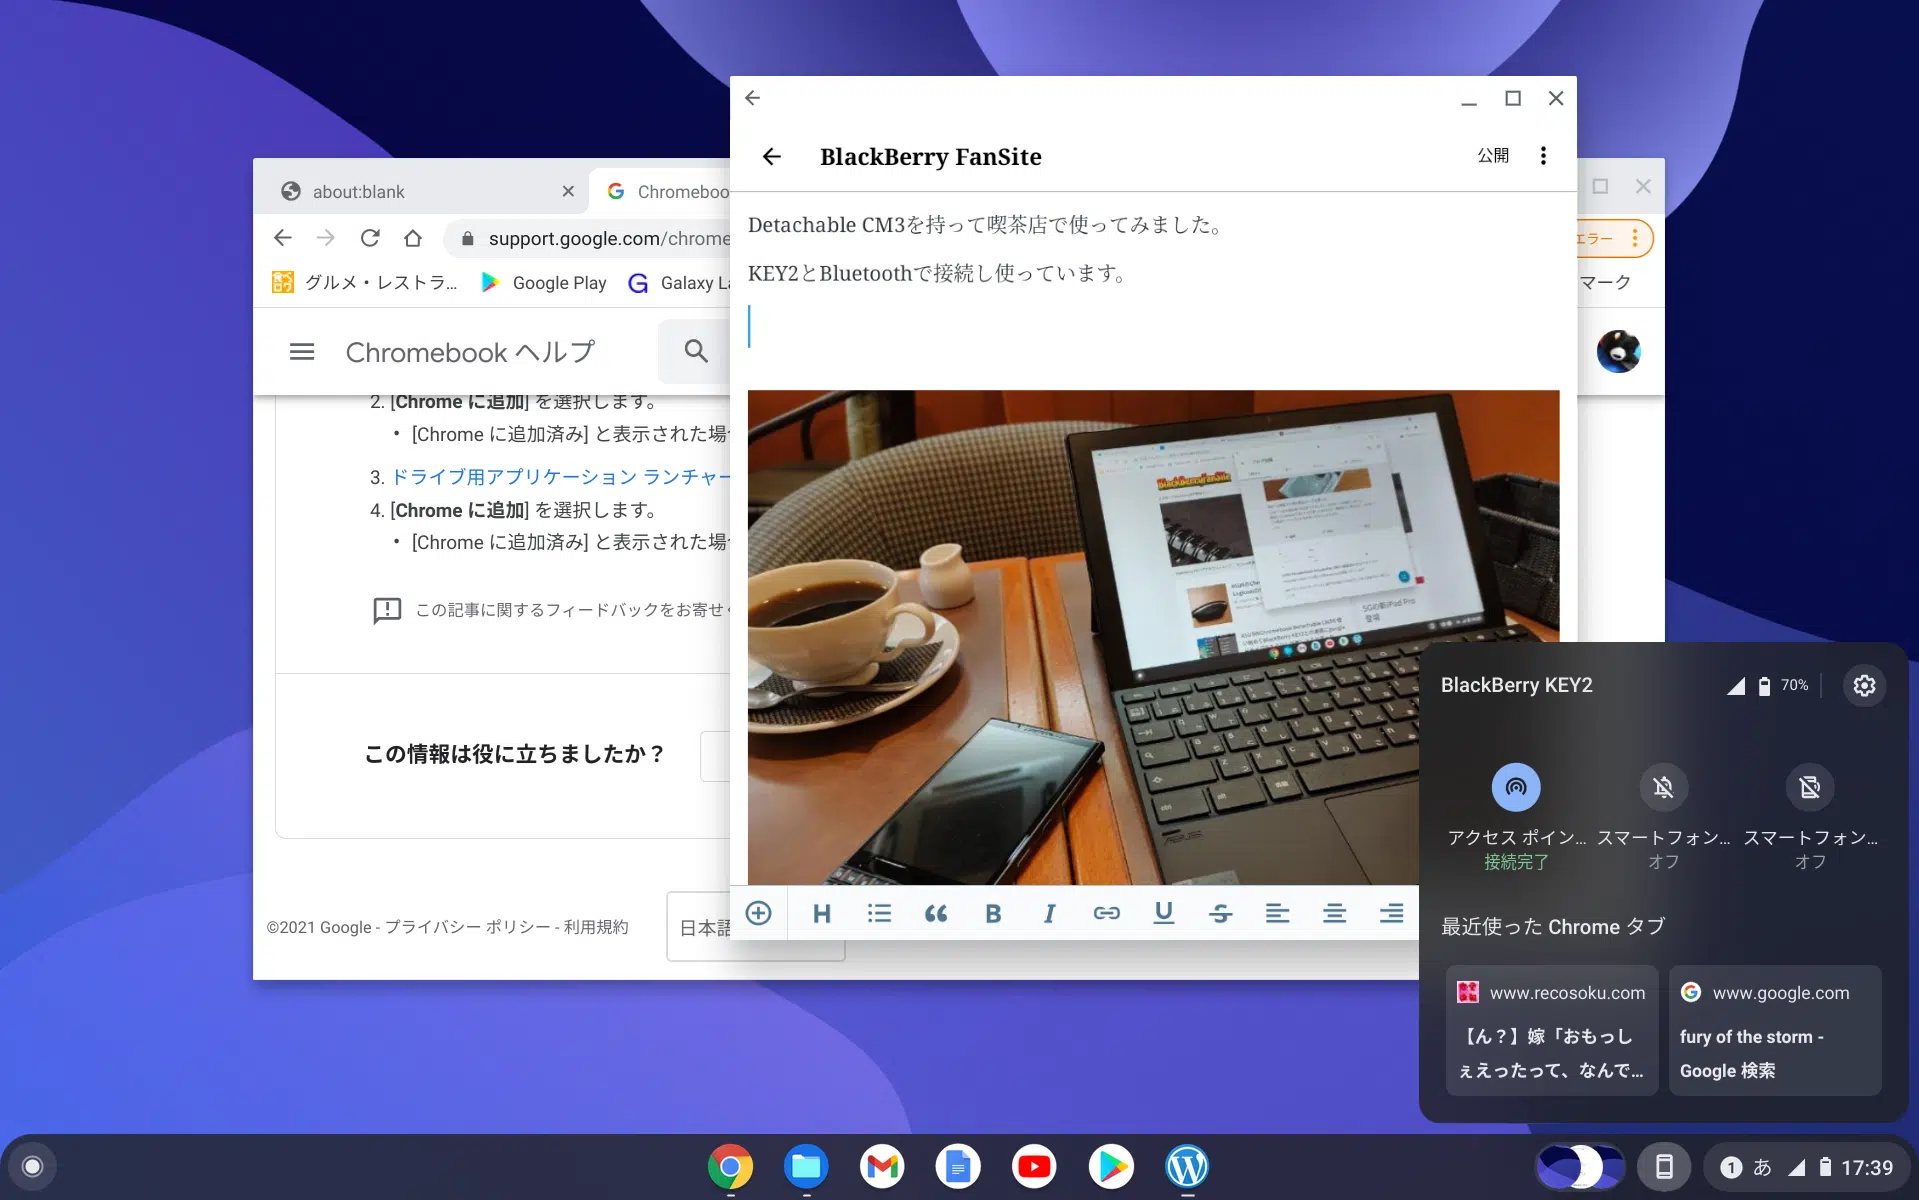 about:blank
Chromeboo
support.google.com/chrome
エラー
グルメ・レストラ...
Google Play
Galaxy La
マーク
Chromebook ヘルプ
2. [Chrome に追加] を選択します。
• [Chrome に追加済み] と表示された場
3. ドライブ用アプリケーション ランチャー
4. [Chrome に追加] を選択します。
• [Chrome に追加済み] と表示された場
この記事に関するフィードバックをお寄せ
この情報は役に立ちましたか？
©2021 Google - プライバシー ポリシー - 利用規約
日本語
BlackBerry FanSite
公開
Detachable CM3を持って喫茶店で使ってみました。
KEY2とBluetoothで接続し使っています。
BlackBerryFanSite
5Gの新iPad Pro
登場
H
B
I
U
S
BlackBerry KEY2
70%
アクセス ポイン...
接続完了
スマートフォン...
オフ
スマートフォン...
オフ
最近使った Chrome タブ
www.recosoku.com
【ん？】嫁「おもっし
ぇえったって、なんで...
www.google.com
fury of the storm -
Google 検索
1
あ
17:39